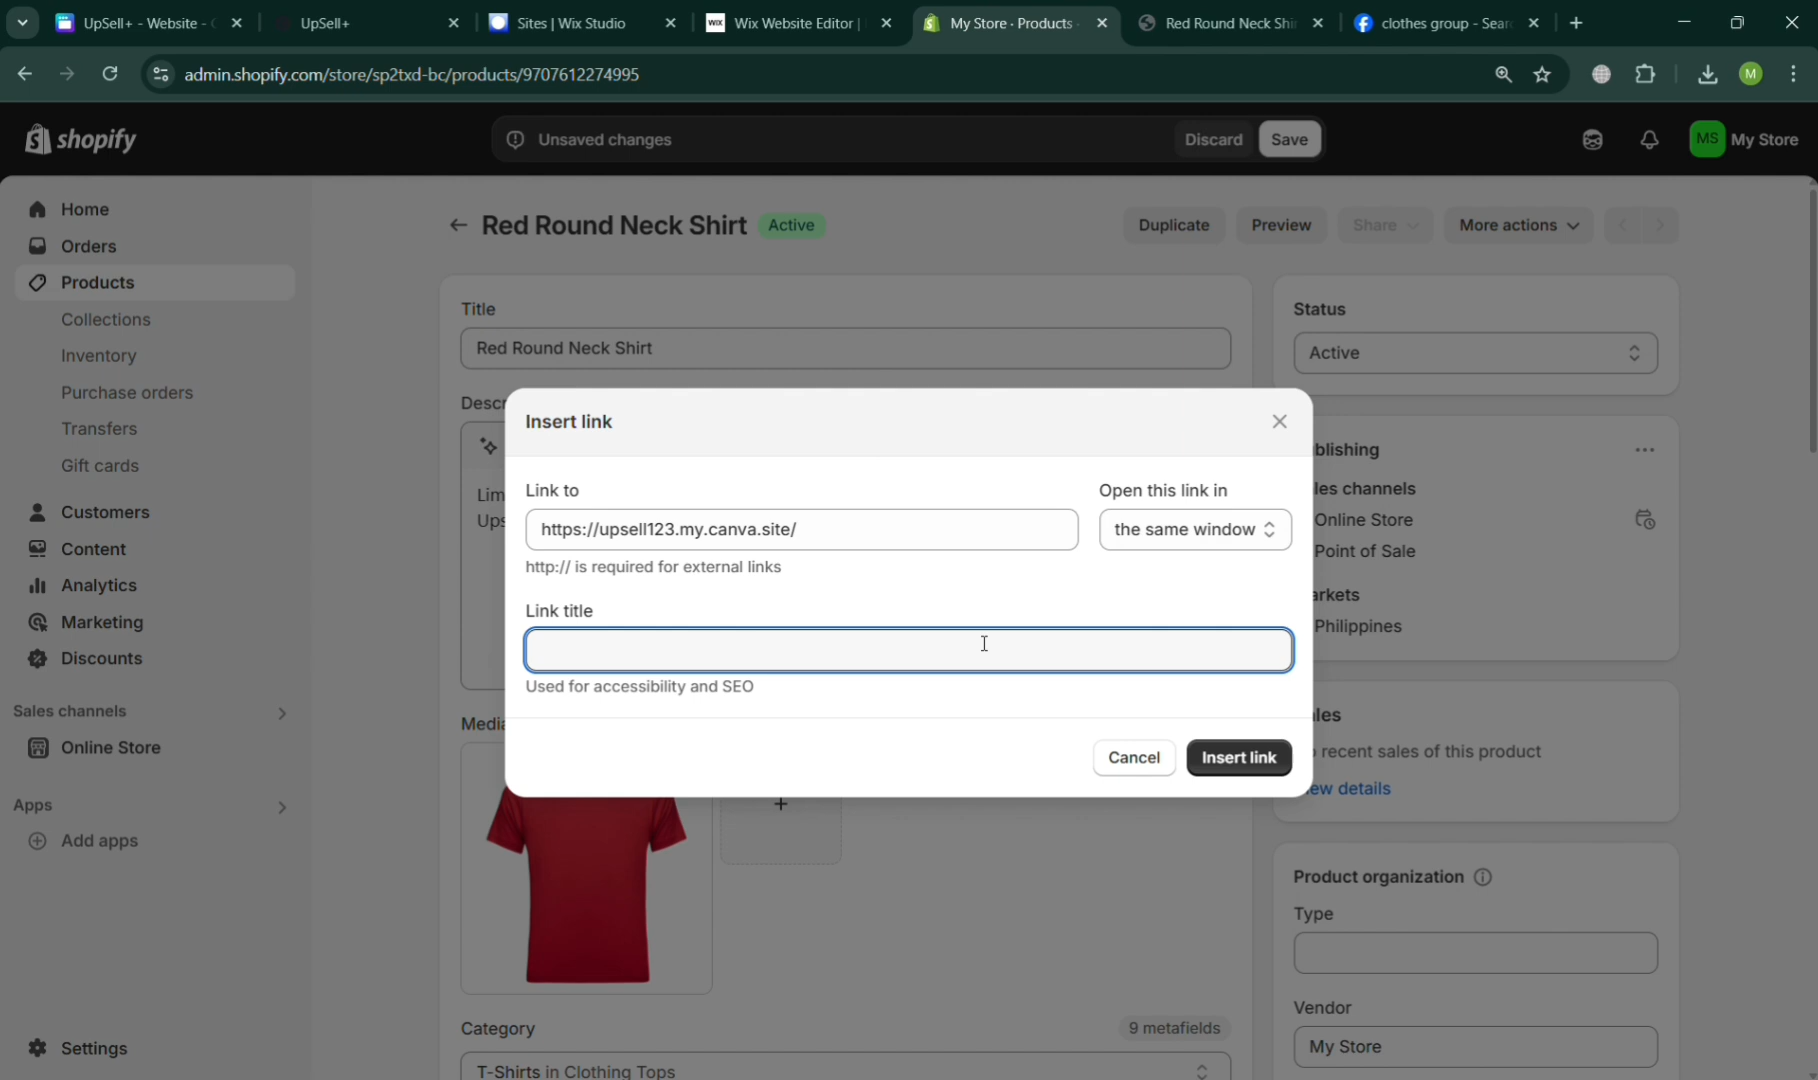 UpSell+ - Website - 
UpSell+
Sites | Wix Studio
Wix Website Editor |
My Store · Products ·
Red Round Neck Shir
clothes group - Sear
admin.shopify.com/store/sp2txd-bc/products/9707612274995
M
shopify
Unsaved changes
Discard
Save
MS
My Store
Home
Orders
Products
Collections
Inventory
Purchase orders
Transfers
Gift cards
Customers
Content
Analytics
Marketing
Discounts
Sales channels
Online Store
Apps
Add apps
Settings
Red Round Neck Shirt
Active
Duplicate
Preview
Share
More actions
Title
Red Round Neck Shirt
Descr
Lim
Ups
Insert link
Link to
https://upsell123.my.canva.site/
http:// is required for external links
Open this link in
the same window
Link title
Used for accessibility and SEO
Cancel
Insert link
Media
Category
9 metafields
T-Shirts in Clothing Tops
Status
Active
blishing
les channels
Online Store
Point of Sale
arkets
Philippines
les
recent sales of this product
ew details
Product organization
Type
Vendor
My Store